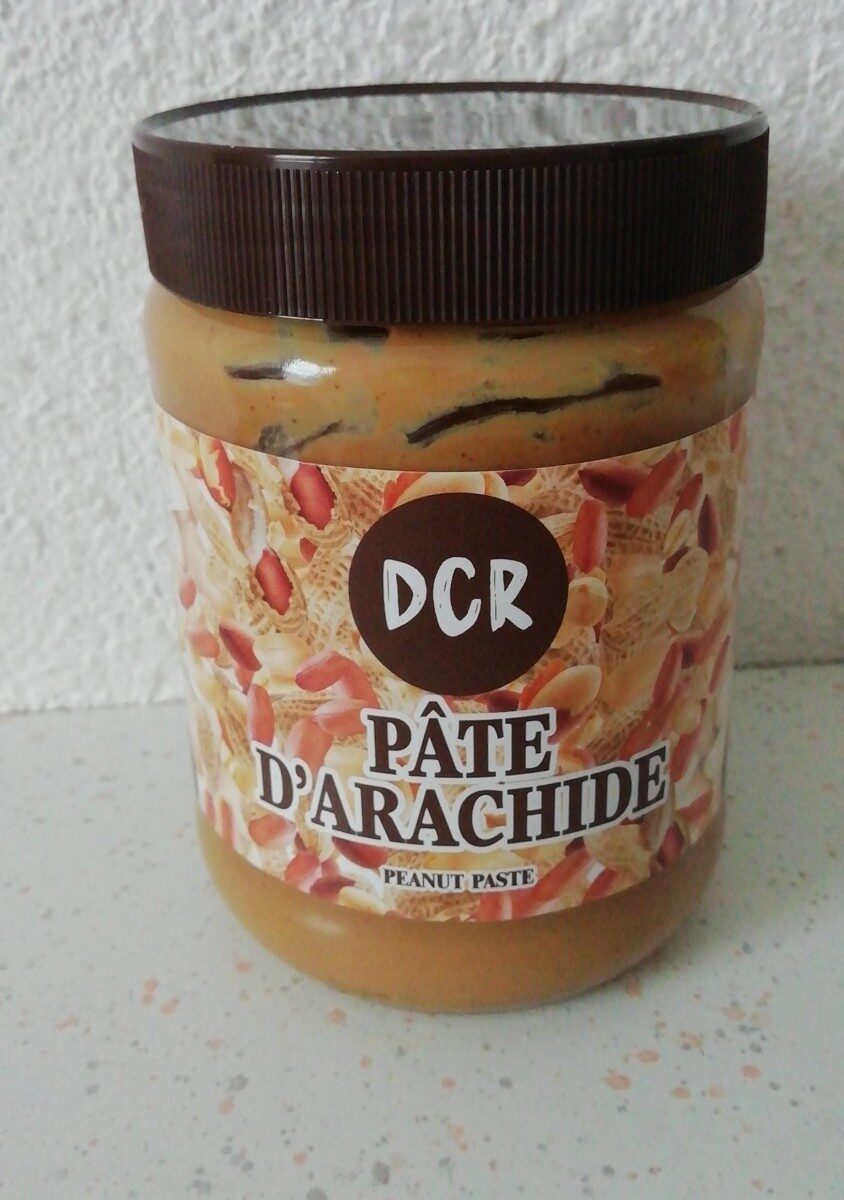 DCR
PÂTE
D'ARACHIDE
PEANUT PASTE